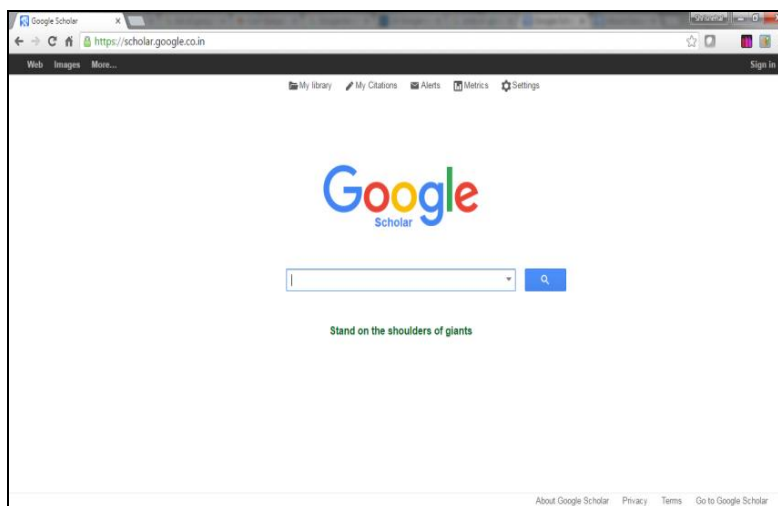 Google Scholar
https://scholar.google.co.in
Web Images More... Sign in
My library My Citations Alerts Metrics Settings
Google
Scholar
Stand on the shoulders of giants
About Google Scholar Privacy Terms Go to Google Scholar